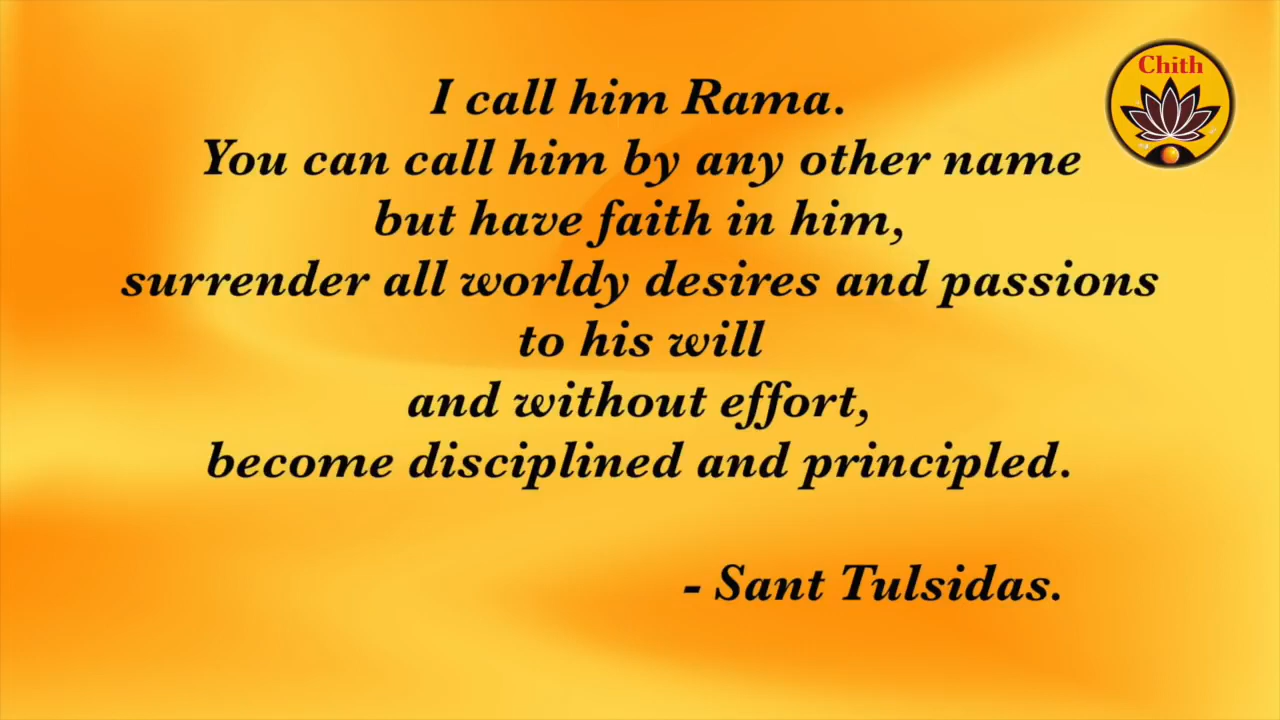 Chith
I call him Rama.
You can call him by any other name
but have faith in him,
surrender all worldy desires and passions
to his will
and without effort,
become disciplined and principled.
- Sant Tulsidas.